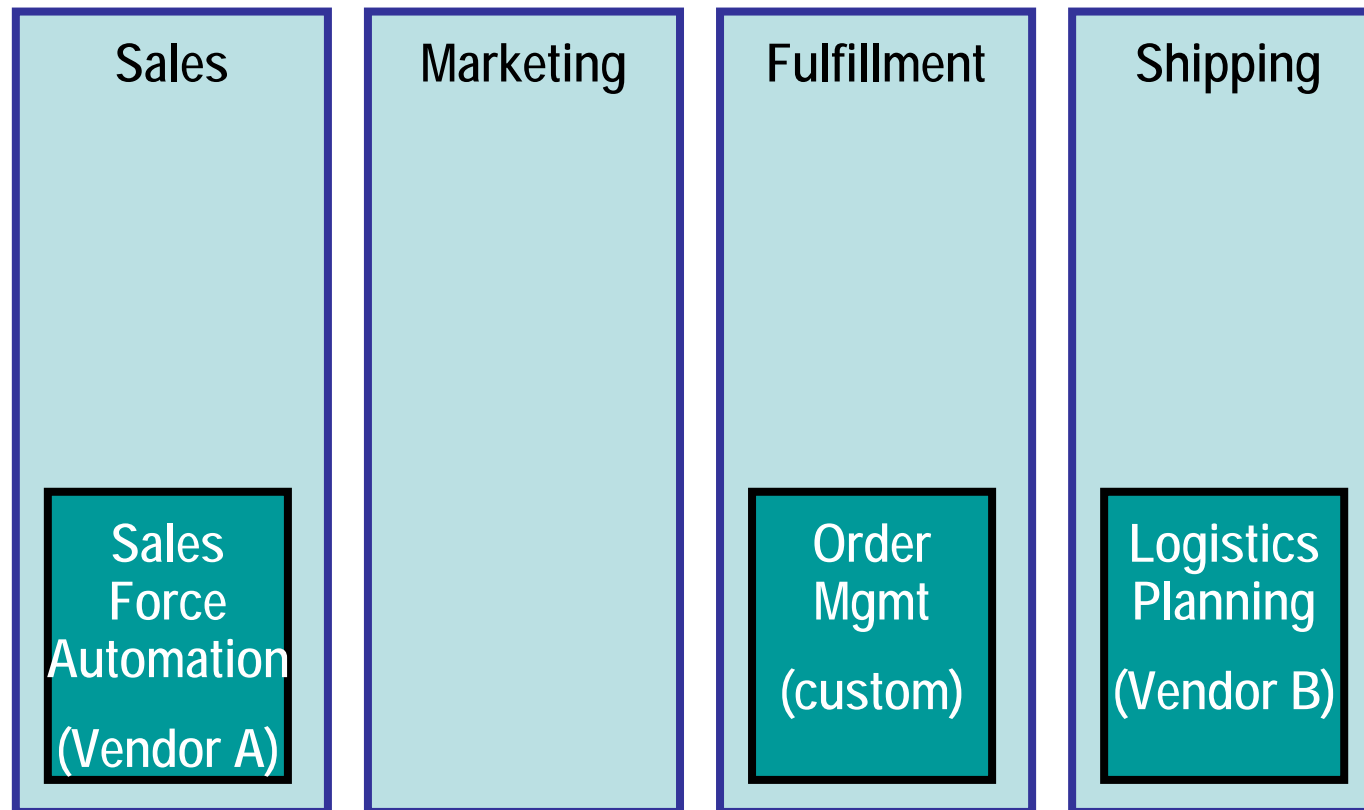 Sales
Marketing
Fulfillment
Shipping
Sales
Force
Automation
(Vendor A)
Order
Mgmt
(custom)
Logistics
Planning
(Vendor B)